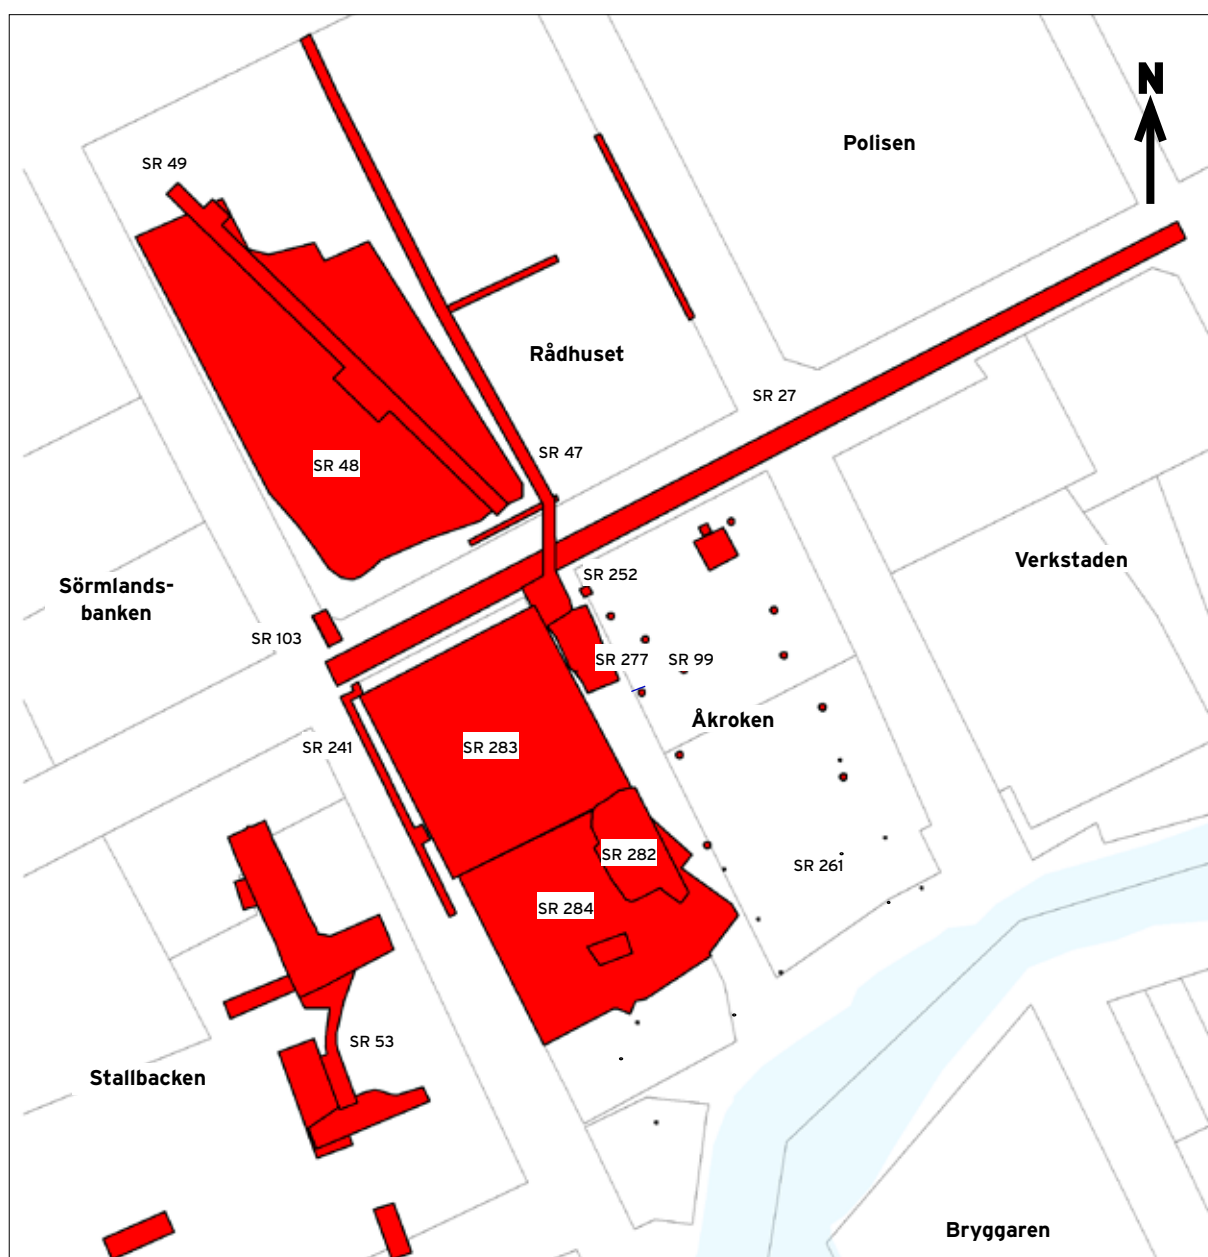 N
Polisen
SR 49
Rådhuset
SR 27
SR 47
SR 48
Verkstaden
SR 252
Sörmlands-
banken
SR 103
SR 277
SR 99
Åkroken
SR 241
SR 283
SR 282
SR 261
SR 284
SR 53
Stallbacken
Bryggaren